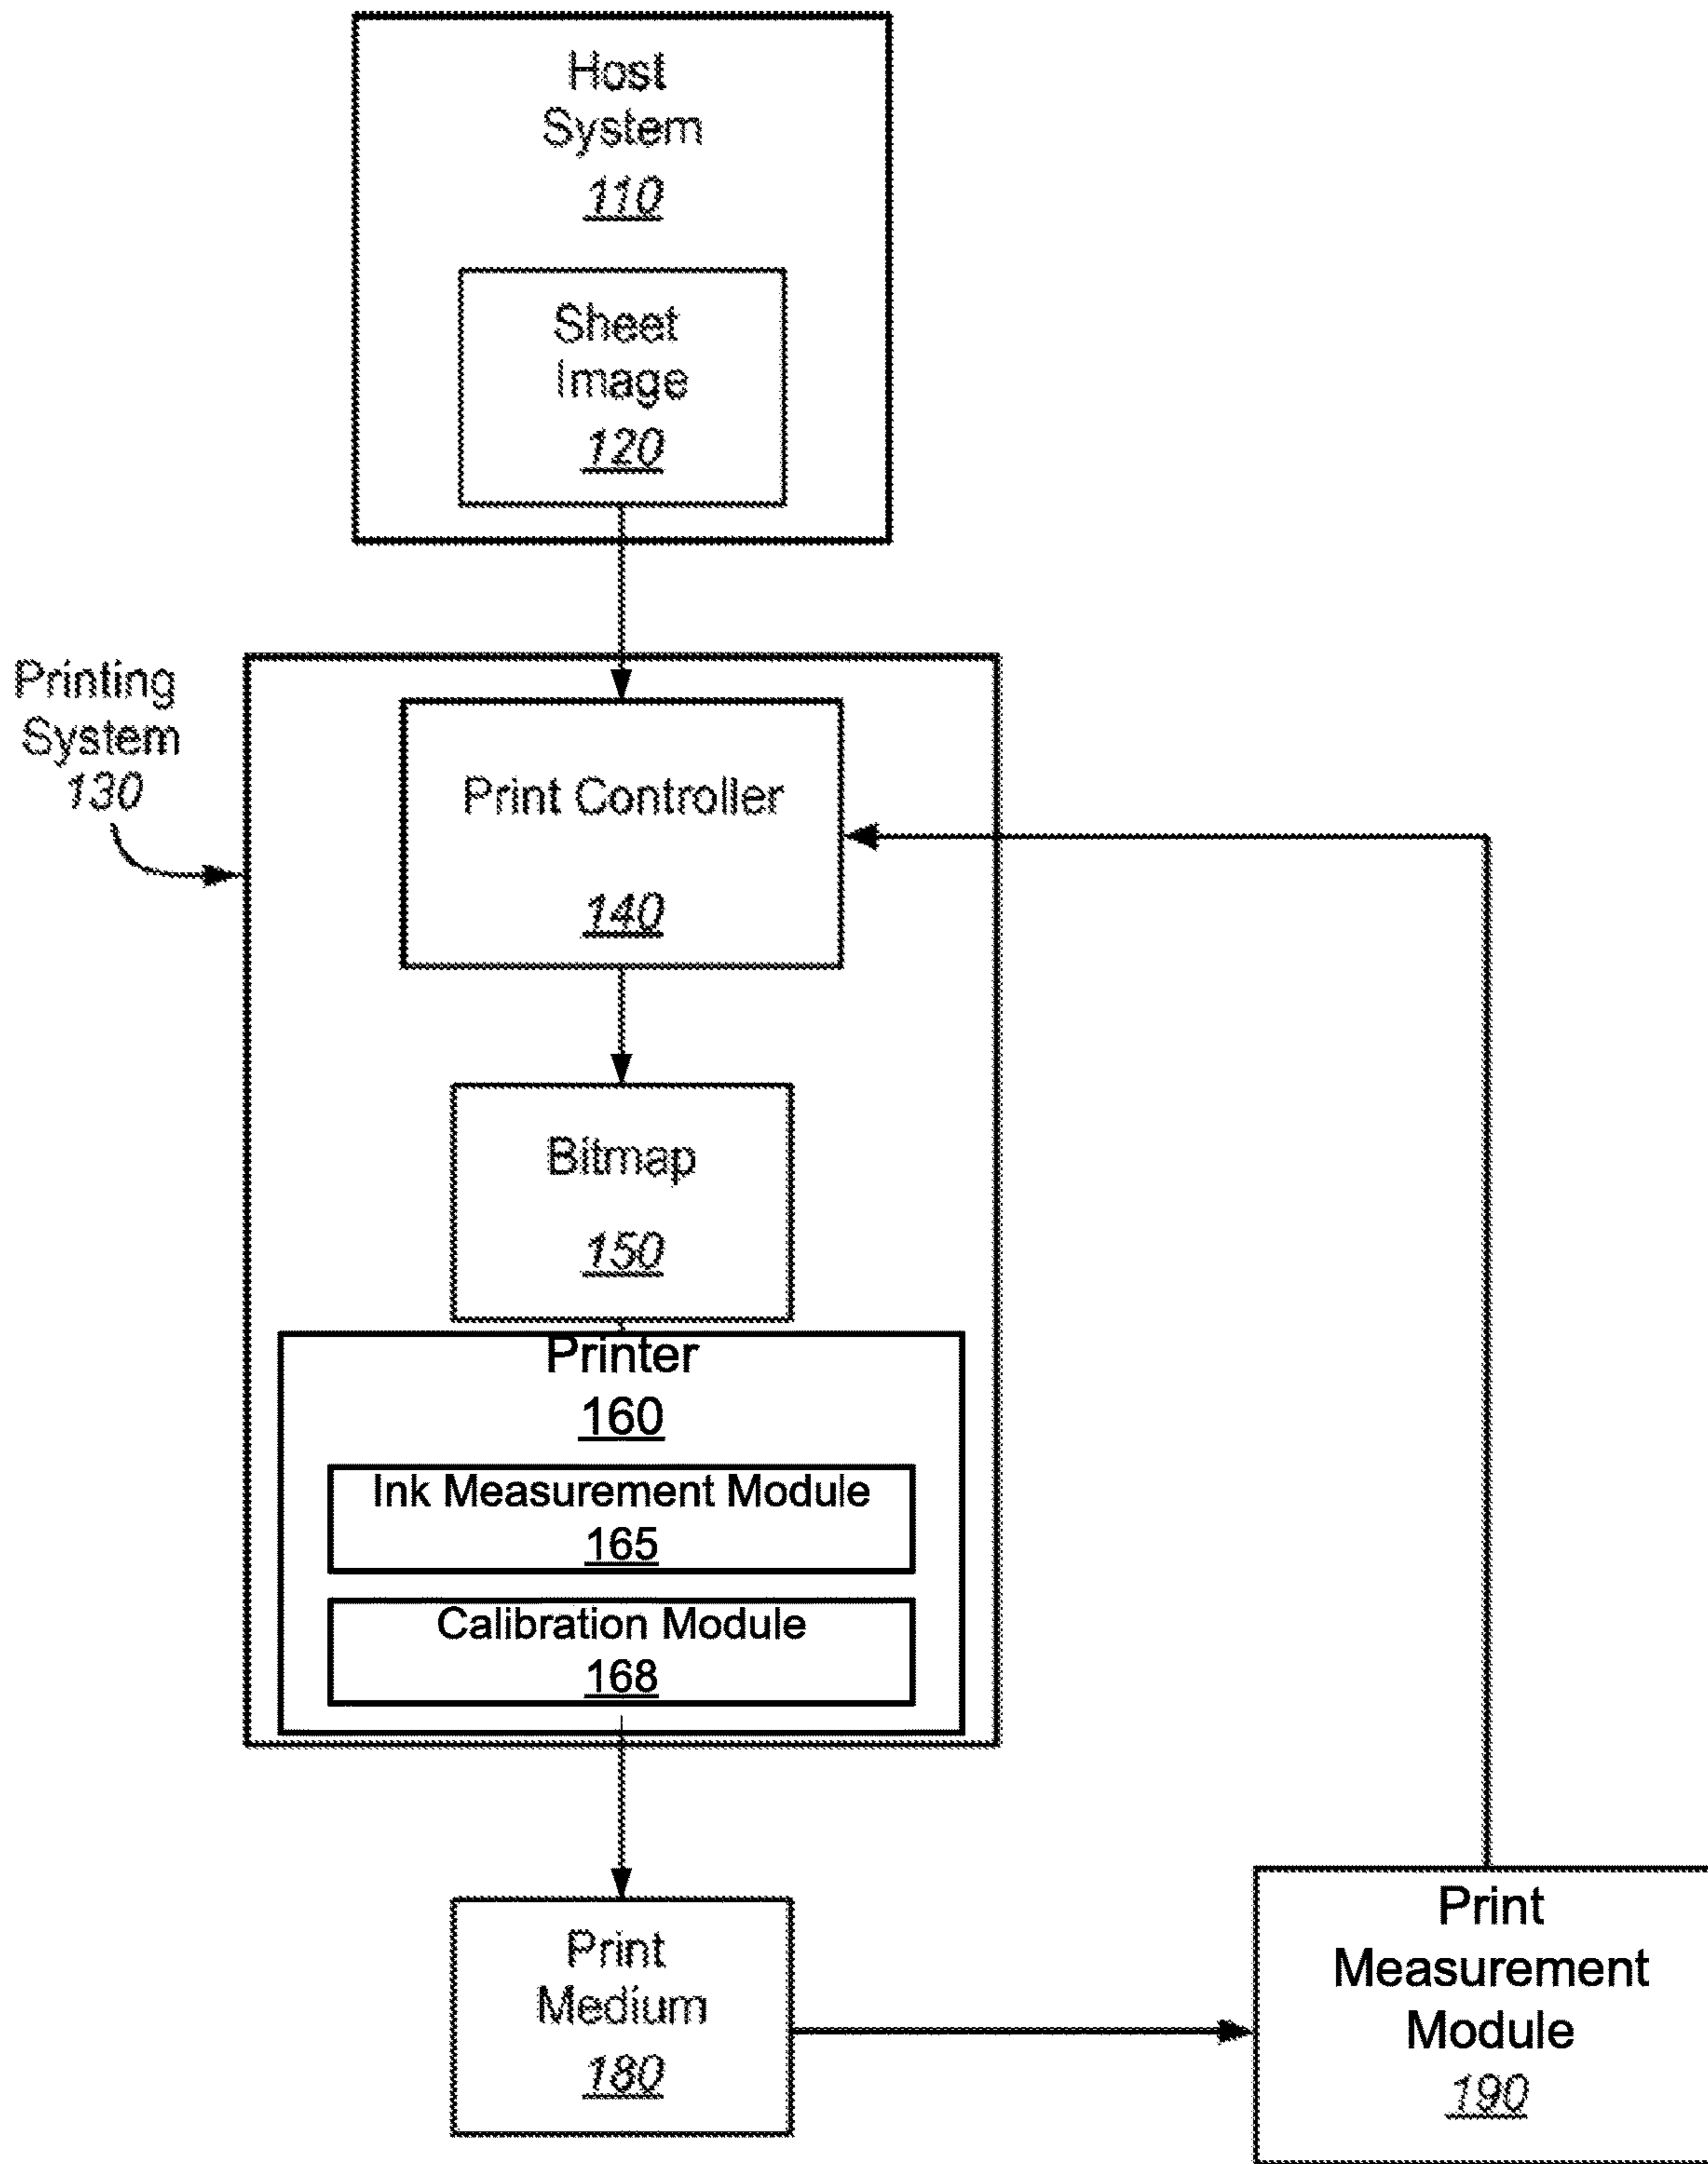 Host
System
110
Sheet
Image
120
Printing
System
130
Print Controller
140
Bitmap
150
Printer
160
Ink Measurement Module
165
Calibration Module
168
Print
Medium
180
Print
Measurement
Module
190